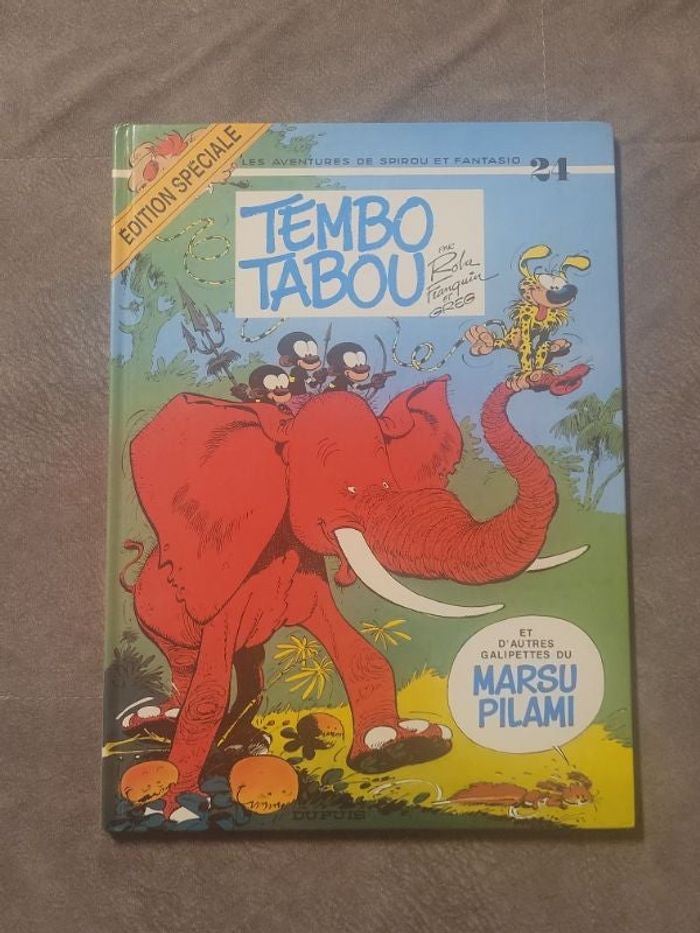 ÉDITION SPÉCIALE
LES AVENTURES DE SPIROU ET FANTASIO
24
TEMBO
TABOU
PAR
Roba
Franquin
ET
GREG
ET
D'AUTRES
GALIPETTES DU
MARSU
PILAMI
DUPUIS